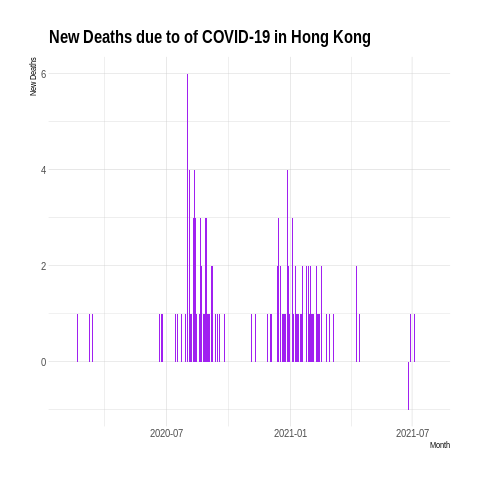 New Deaths due to of COVID-19 in Hong Kong
New Deaths
6
4
2
0
2020-07
2021-01
2021-07
Month